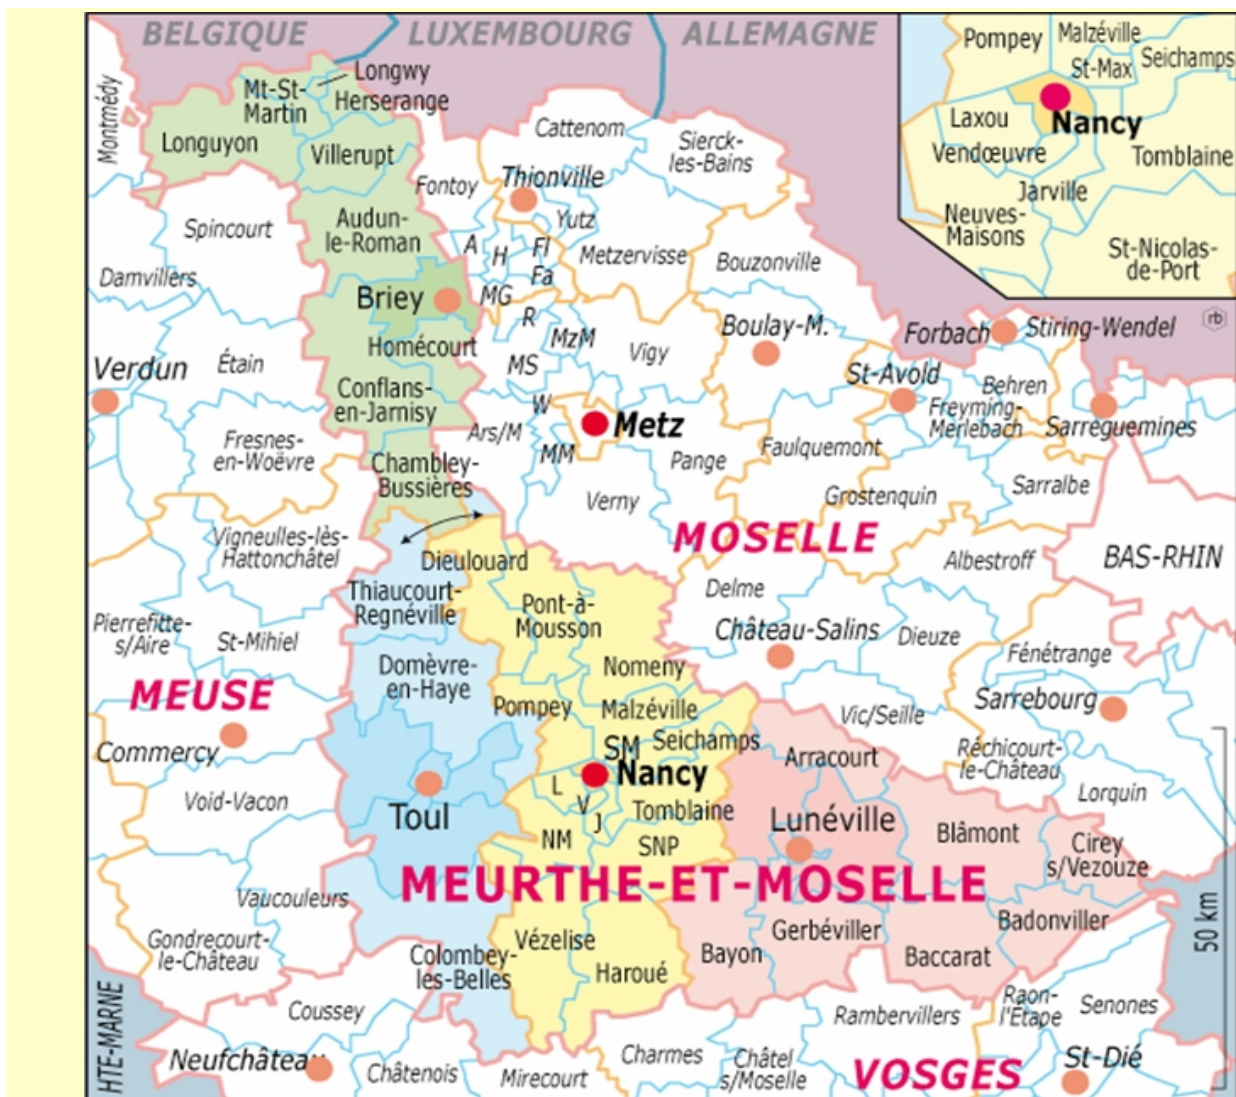 BELGIQUE
LUXEMBOURG
ALLEMAGNE
Pompey
Malzéville
St-Max
Seichamps
Laxou
Nancy
Vendœuvre
Tomblaine
Jarville
Neuves-
Maisons
St-Nicolas-
de-Port
Montmédy
Mt-St-
Martin
Longwy
Herserange
Longuyon
Villerupt
Cattenom
Sierck-
les-Bains
Fontoy
Thionville
Yutz
Spincourt
Audun-
le-Roman
A
H
Fl
Fa
Metzervisse
Bouzonville
Damvillers
Briey
MG
R
MzM
Boulay-M.
Forbach
Stiring-Wendel
rb
Verdun
Étain
Homécourt
MS
Vigy
St-Avold
Behren
Freyming-
Merlebach
Sarreguemines
Conflans-
en-Jarnisy
W
Metz
Ars/M
MM
Fresnes-
en-Woëvre
Chambley-
Bussières
Pange
Faulquemont
Verny
Grostenquin
Sarralbe
MOSELLE
Vigneulles-lès-
Hattonchâtel
Dieulouard
Albestroff
BAS-RHIN
Thiaucourt-
Regnéville
Pont-à-
Mousson
Delme
Pierrefitte-
s/Aire
St-Mihiel
Château-Salins
Dieuze
Fénétrange
Domèvre-
en-Haye
Nomeny
MEUSE
Pompey
Malzéville
Vic/Seille
Sarrebourg
Commercy
SM
Seichamps
Arracourt
Réchicourt-
le-Château
Nancy
Void-Vacon
L
V
J
Tomblaine
Lorquin
Toul
Lunéville
Blâmont
Cirey
s/Vezouze
NM
SNP
MEURTHE-ET-MOSELLE
Vaucouleurs
Badonviller
50 km
Gondrecourt-
le-Château
Colombey-
les-Belles
Vézelise
Haroué
Bayon
Gerbéviller
Baccarat
HTE-MARNE
Coussey
Rambervillers
Raon-
l'Étape
Senones
Neufchâteau
Châtenois
Mirecourt
Charmes
Châtel
s/Moselle
VOSGES
St-Dié